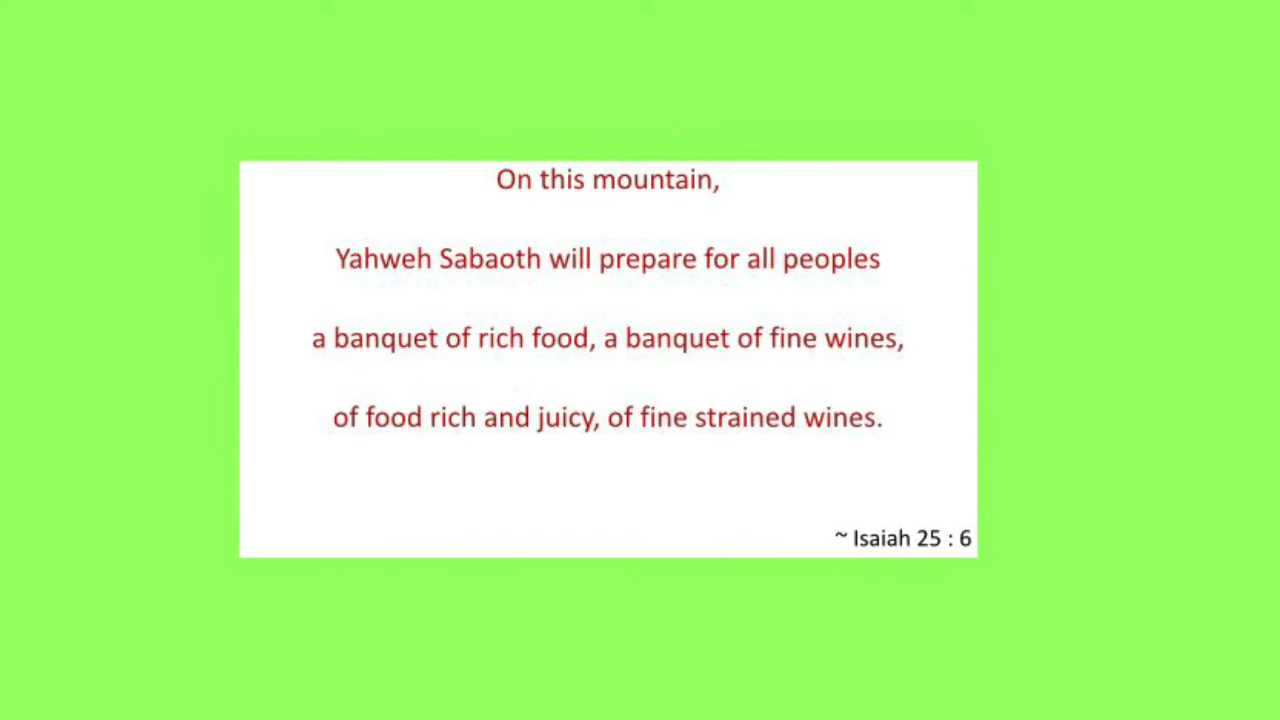 On this mountain,
Yahweh Sabaoth will prepare for all peoples
a banquet of rich food, a banquet of fine wines,
of food rich and juicy, of fine strained wines.
~ Isaiah 25 : 6